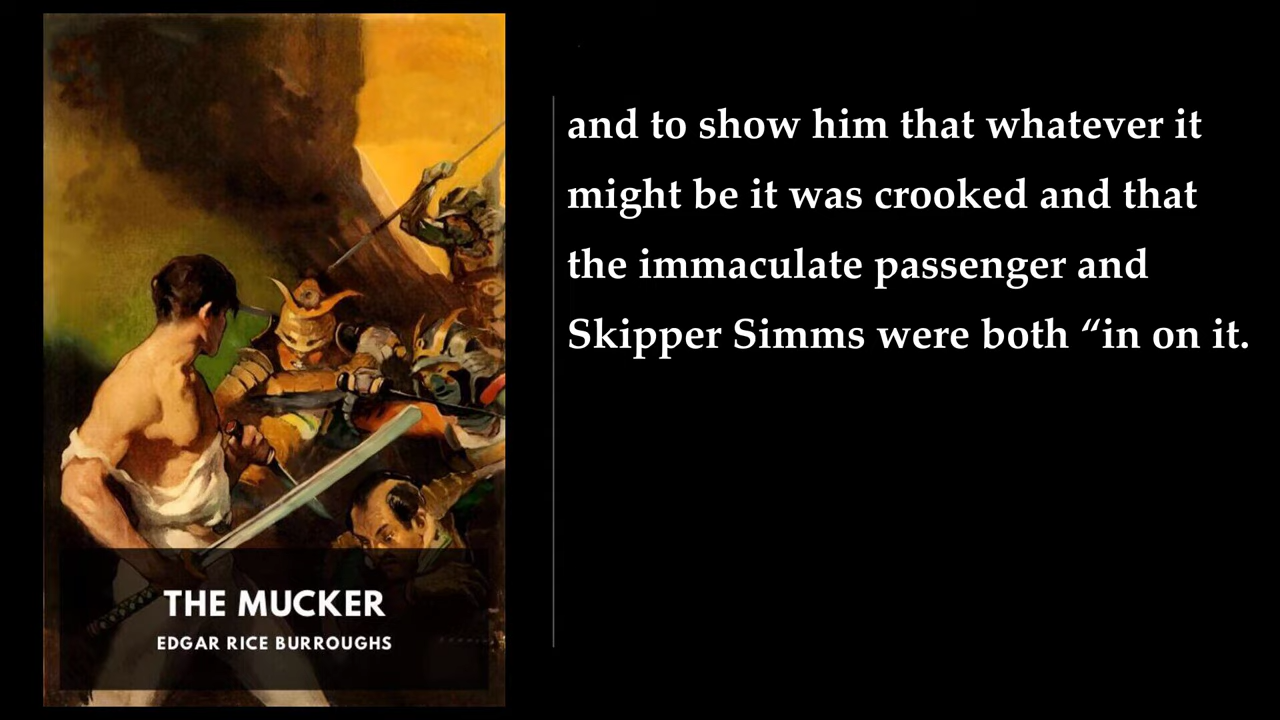 and to show him that whatever it
might be it was crooked and that
the immaculate passenger and
Skipper Simms were both “in on it.
THE MUCKER
EDGAR RICE BURROUGHS